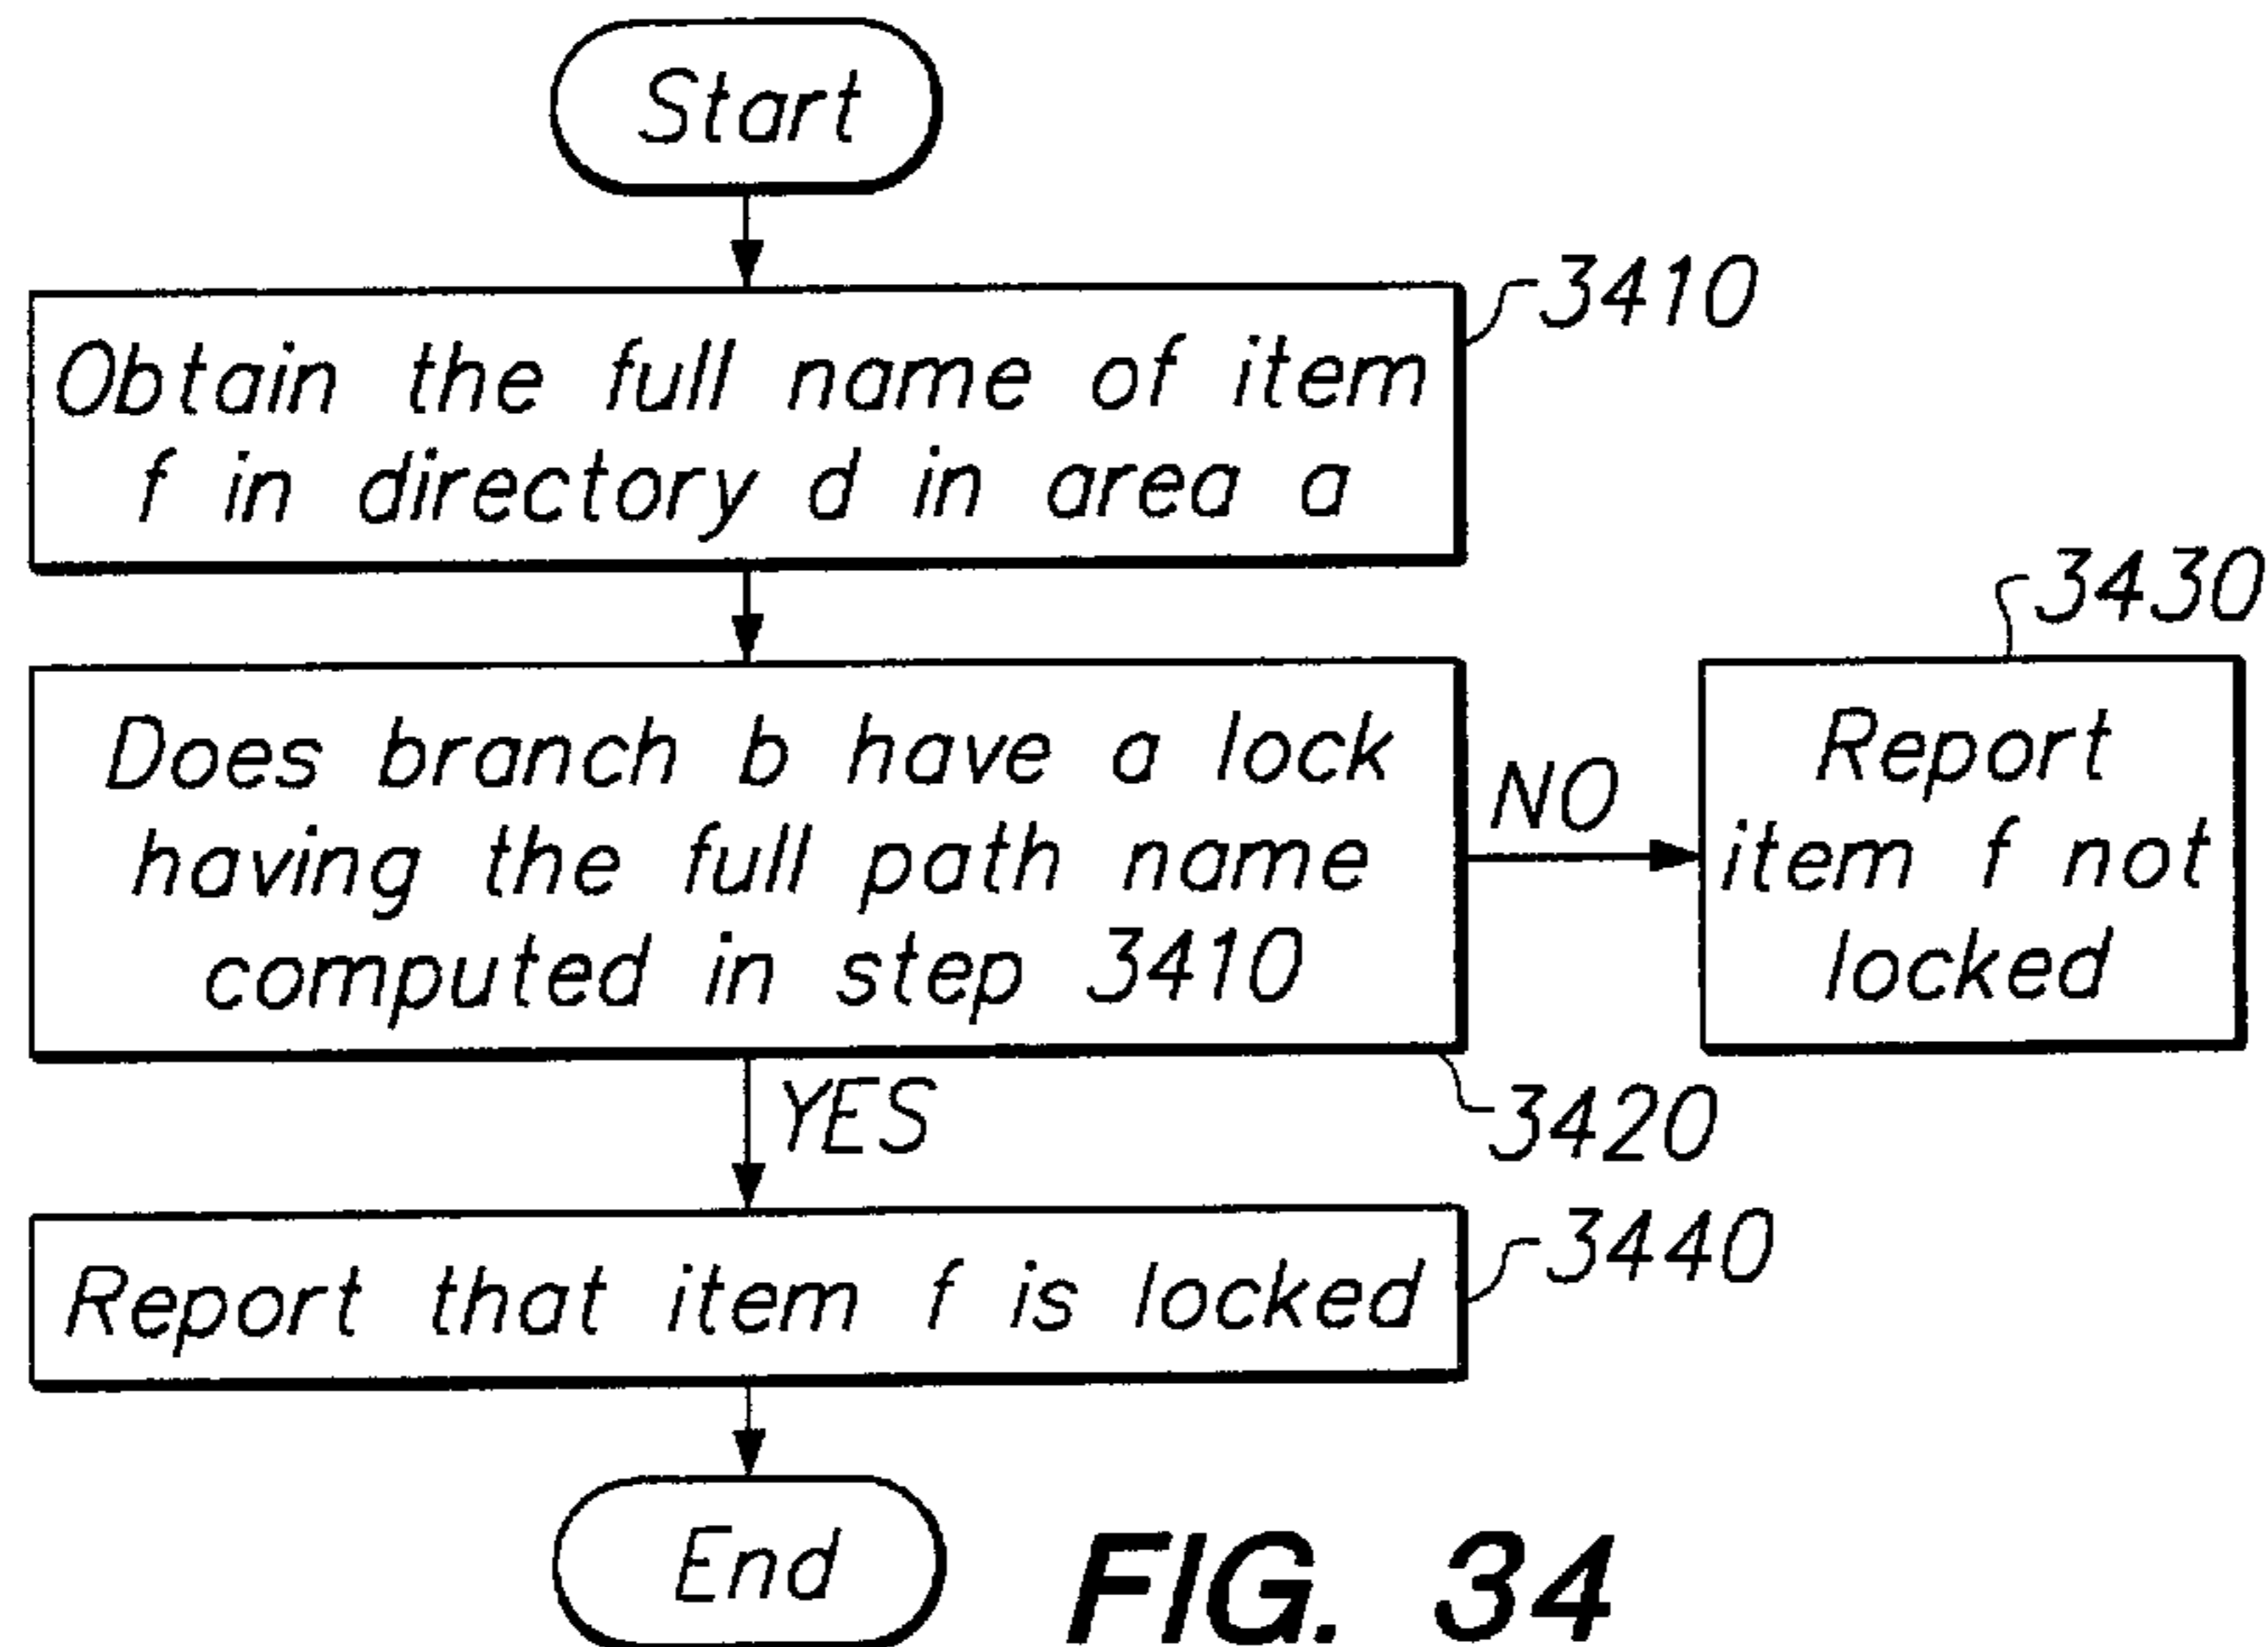 Start
3410
Obtain the full name of item
f in directory d in area a
3430
Does branch b have a lock
having the full path name
computed in step 3410
NO
Report
item f not
locked
YES
3420
3440
Report that item f is locked
End
FIG. 34